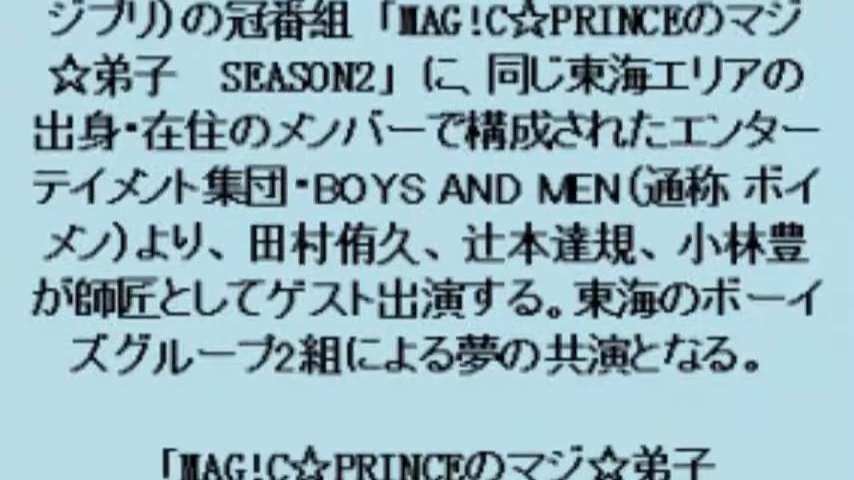 ジプリ)の冠番組「MAG!C☆PRINCEのマジ
☆弟子　SEASON2」に、同じ東海エリアの
出身・在住のメンバーで構成されたエンター
テイメント集団・BOYS AND MEN(通称 ボイ
メン)より、田村侑久、辻本達規、小林豊
が師匠としてゲスト出演する。東海のボーイ
ズグループ2組による夢の共演となる。
「MAG!C☆PRINCEのマジ☆弟子